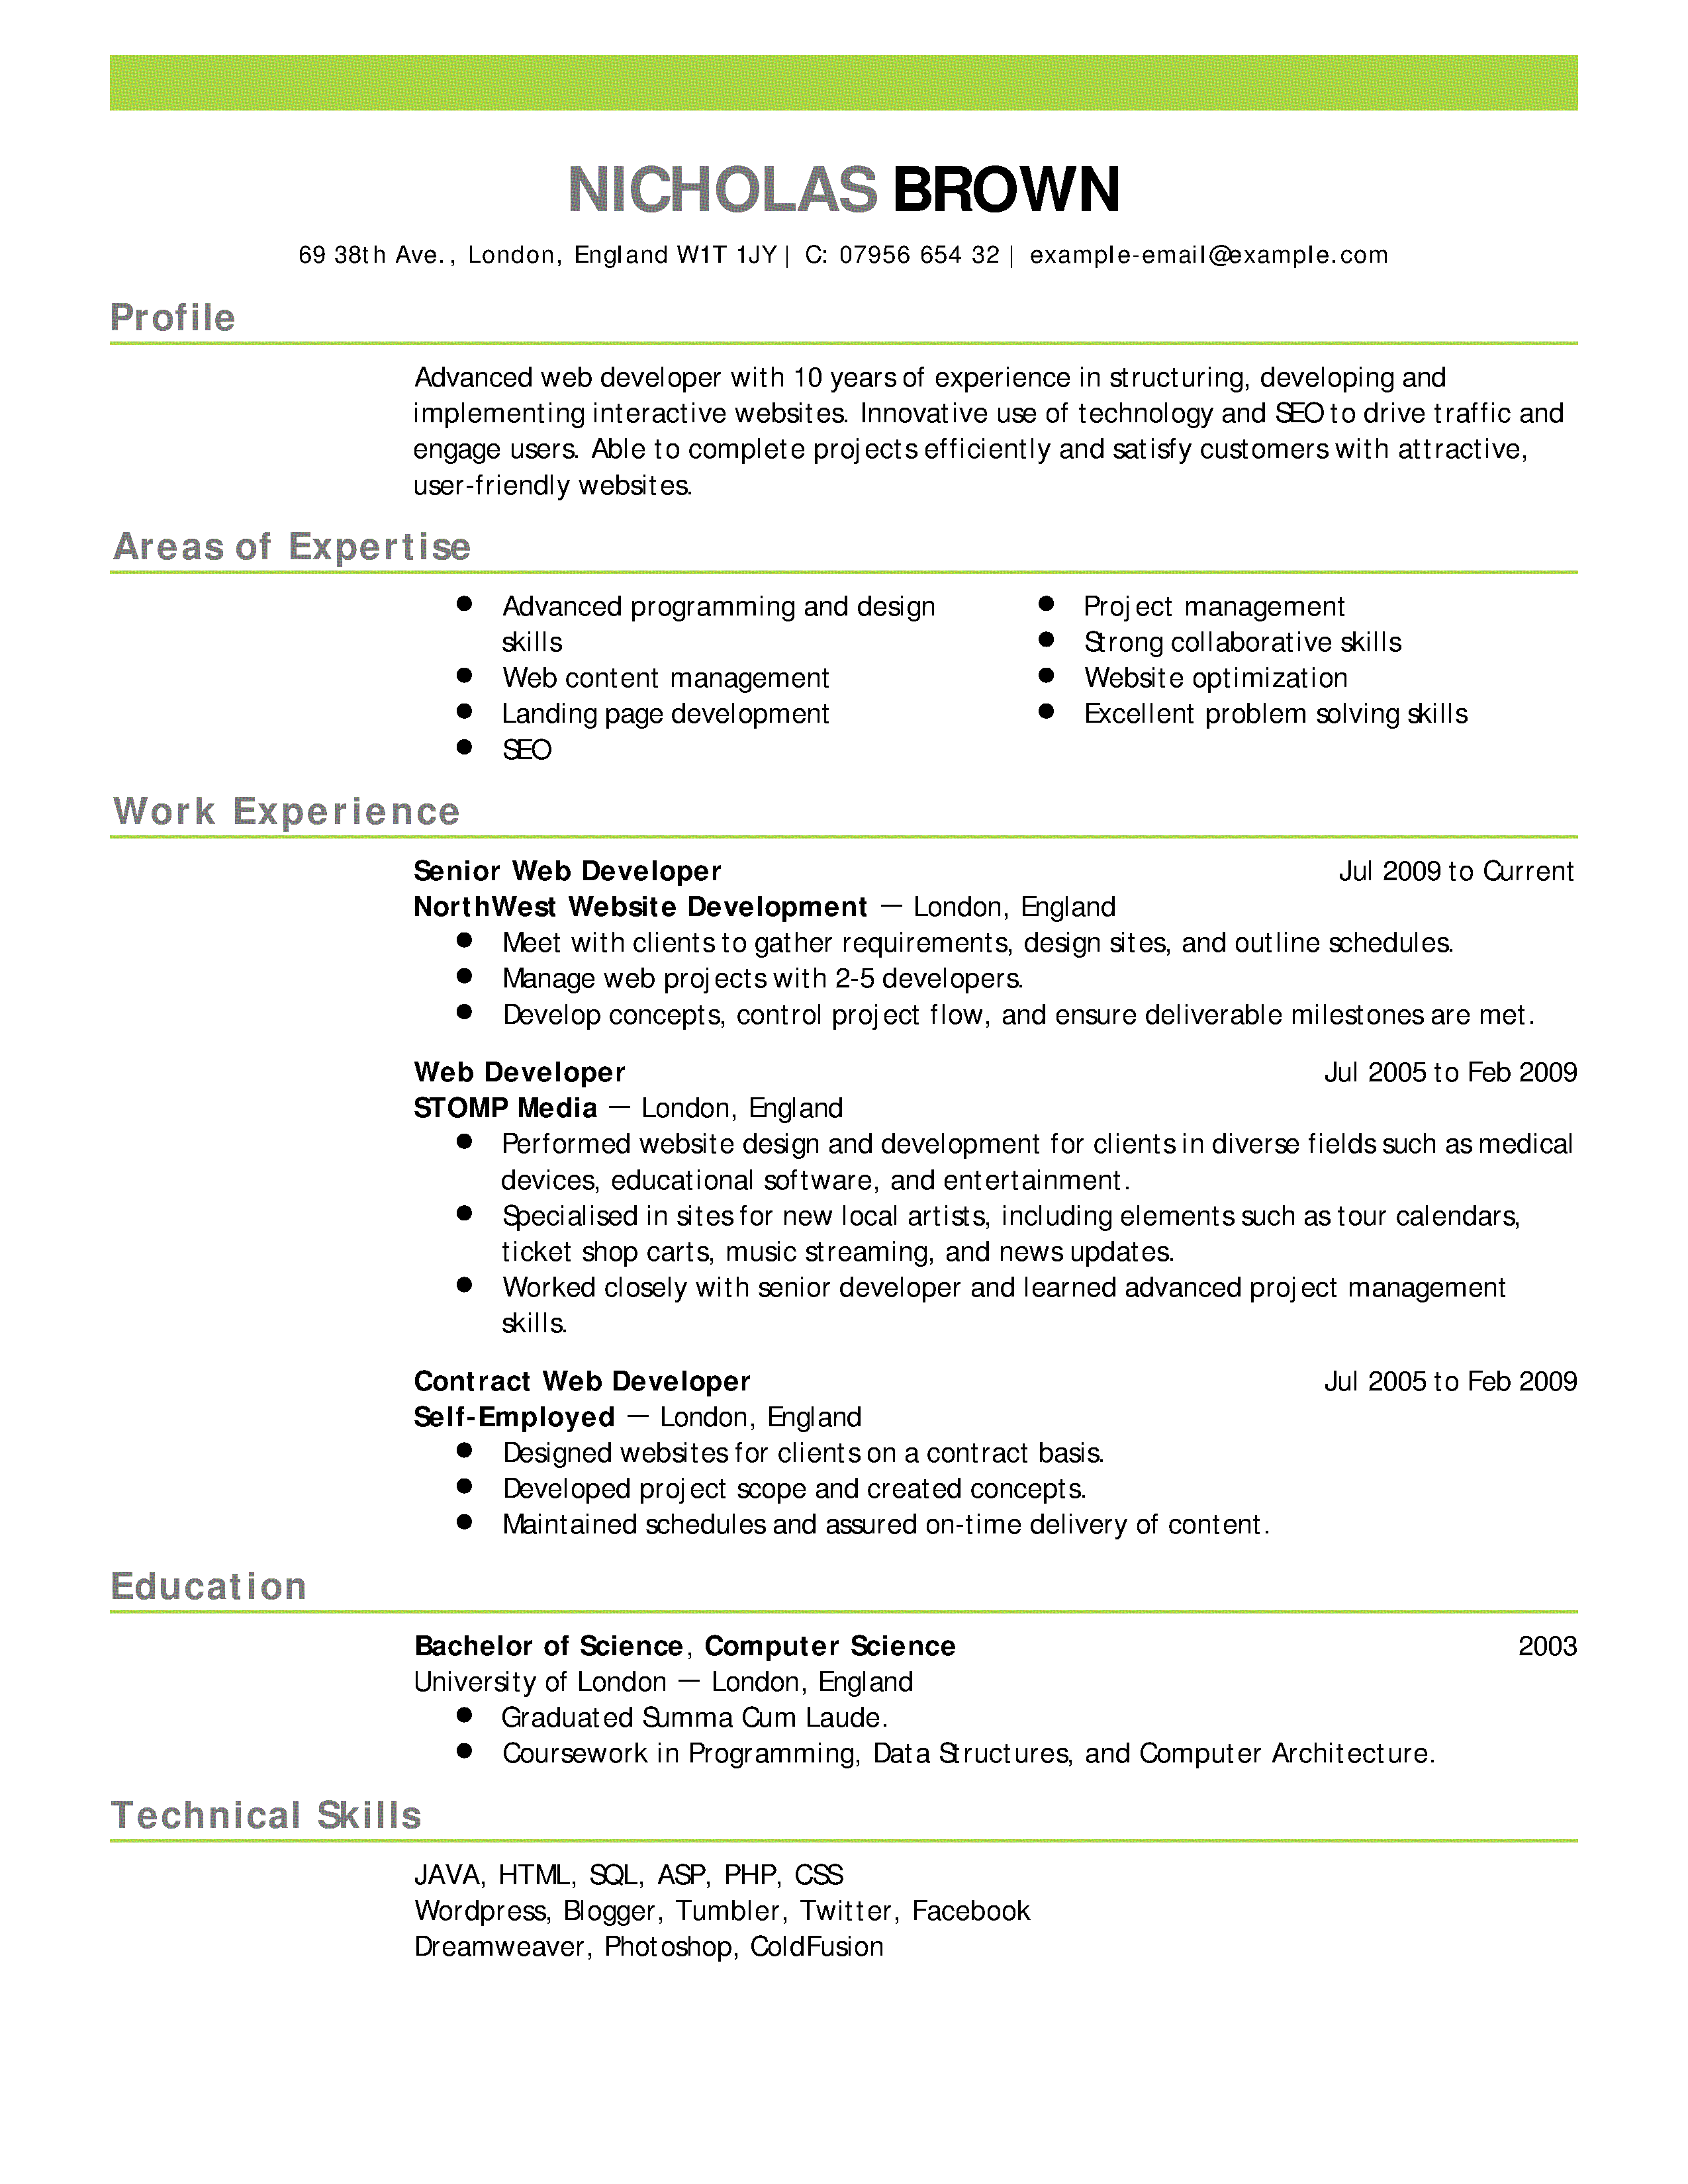 NICHOLAS BROWN
69 38th Ave., London, England W1T 1JY | C: 07956 654 32 | example-email@example.com
Profile
Advanced web developer with 10 years of experience in structuring, developing and
implementing interactive websites. Innovative use of technology and SEO to drive traffic and
engage users. Able to complete projects efficiently and satisfy customers with attractive,
user-friendly websites.
Areas of Expertise
● Advanced programming and design
skills
● Web content management
● Landing page development
● SEO
● Project management
● Strong collaborative skills
● Website optimization
● Excellent problem solving skills
Work Experience
Senior Web Developer Jul 2009 to Current
NorthWest Website Development — London, England
● Meet with clients to gather requirements, design sites, and outline schedules.
● Manage web projects with 2-5 developers.
● Develop concepts, control project flow, and ensure deliverable milestones are met.
Web Developer Jul 2005 to Feb 2009
STOMP Media — London, England
● Performed website design and development for clients in diverse fields such as medical
devices, educational software, and entertainment.
● Specialised in sites for new local artists, including elements such as tour calendars,
ticket shop carts, music streaming, and news updates.
● Worked closely with senior developer and learned advanced project management
skills.
Contract Web Developer Jul 2005 to Feb 2009
Self-Employed — London, England
● Designed websites for clients on a contract basis.
● Developed project scope and created concepts.
● Maintained schedules and assured on-time delivery of content.
Education
Bachelor of Science, Computer Science 2003
University of London — London, England
● Graduated Summa Cum Laude.
● Coursework in Programming, Data Structures, and Computer Architecture.
Technical Skills
JAVA, HTML, SQL, ASP, PHP, CSS
Wordpress, Blogger, Tumbler, Twitter, Facebook
Dreamweaver, Photoshop, ColdFusion